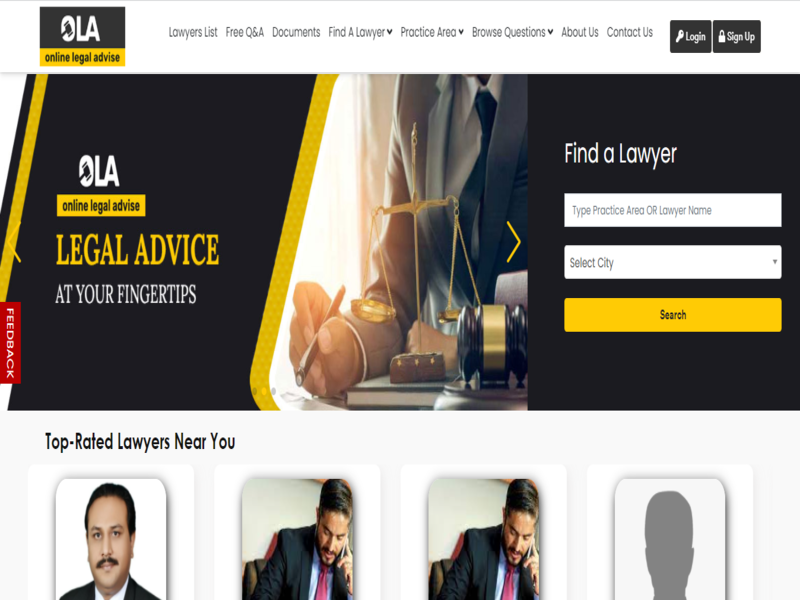 OLA
online legal advise
Lawyers List Free Q&A Documents Find A Lawyer Practice Area Browse Questions About Us Contact Us
Login Sign Up
OLA
online legal advise
LEGAL ADVICE
AT YOUR FINGERTIPS
Find a Lawyer
Type Practice Area OR Lawyer Name
Select City
Search
FEEDBACK
Top-Rated Lawyers Near You